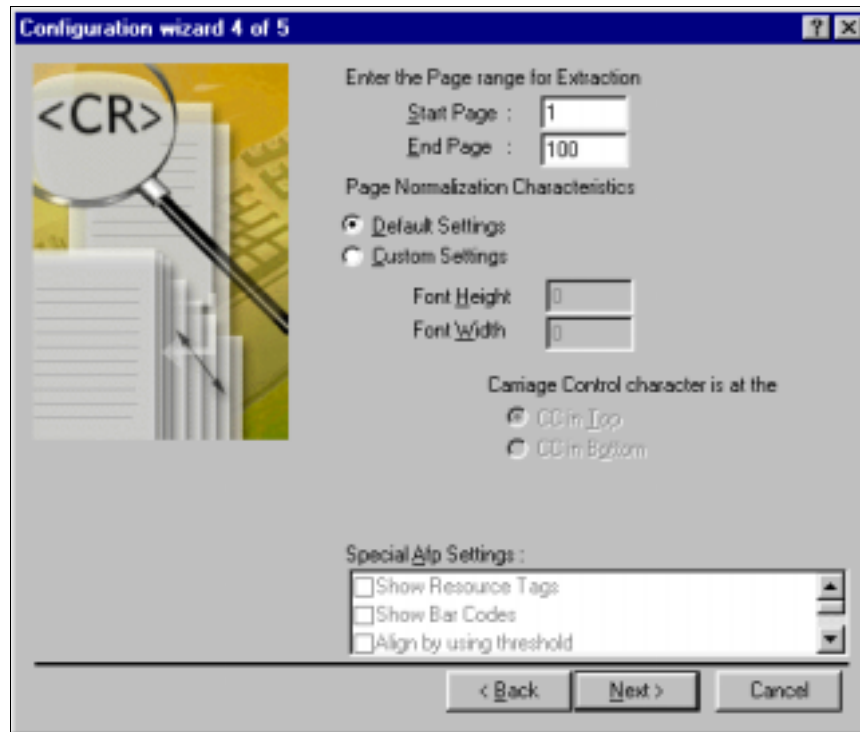 Configuration wizard 4 of 5
<CR>
Enter the Page range for Extraction
Start Page : 1
End Page : 100
Page Normalization Characteristics
Default Settings
Custom Settings
Font Height 0
Font Width 0
Carriage Control character is at the
CC in Top
CC in Bottom
Special Afp Settings :
Show Resource Tags
Show Bar Codes
Align by using threshold
< Back Next > Cancel